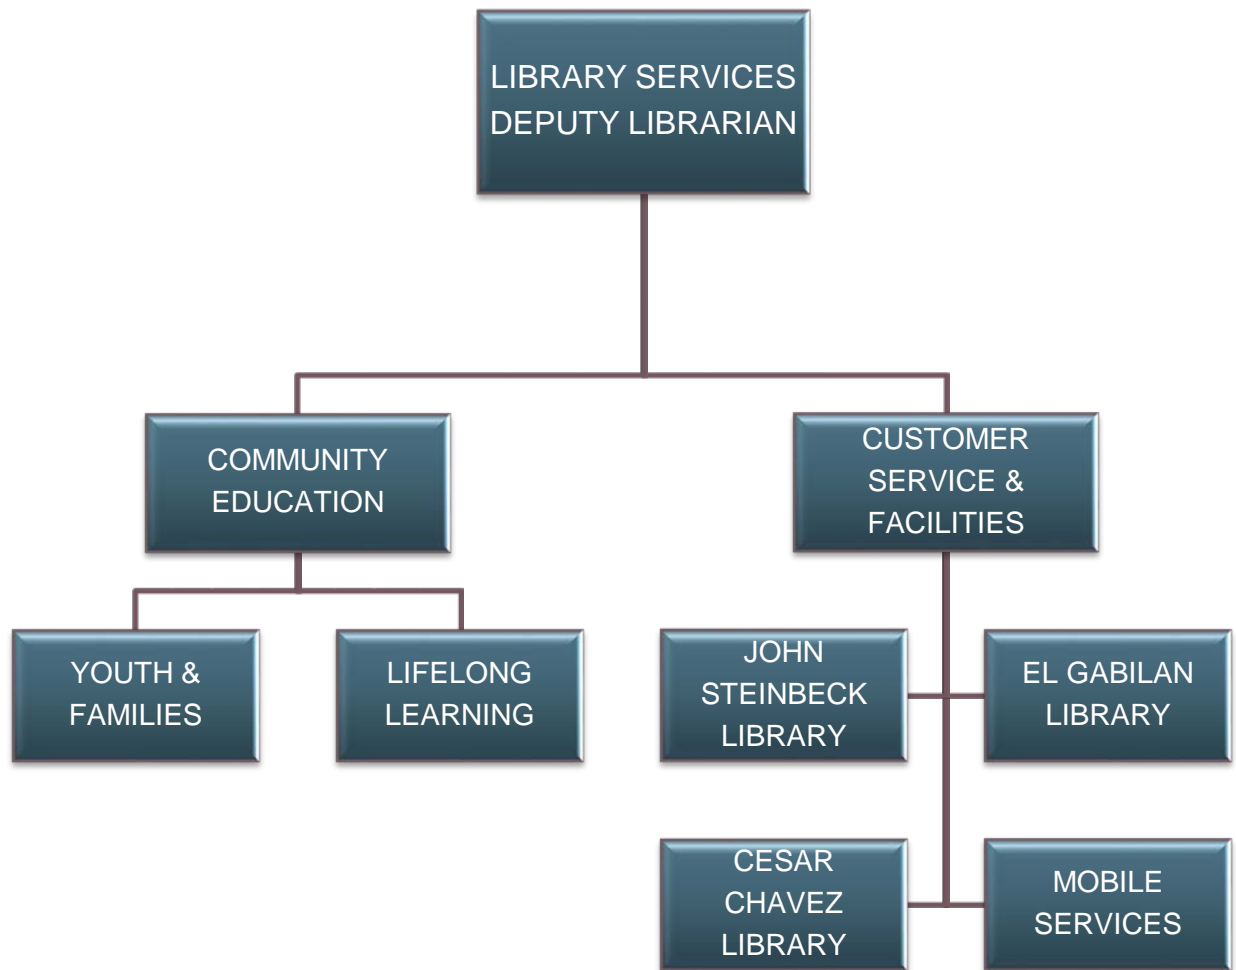 LIBRARY SERVICES
DEPUTY LIBRARIAN
COMMUNITY
EDUCATION
CUSTOMER
SERVICE &
FACILITIES
YOUTH &
FAMILIES
LIFELONG
LEARNING
JOHN
STEINBECK
LIBRARY
EL GABILAN
LIBRARY
CESAR
CHAVEZ
LIBRARY
MOBILE
SERVICES